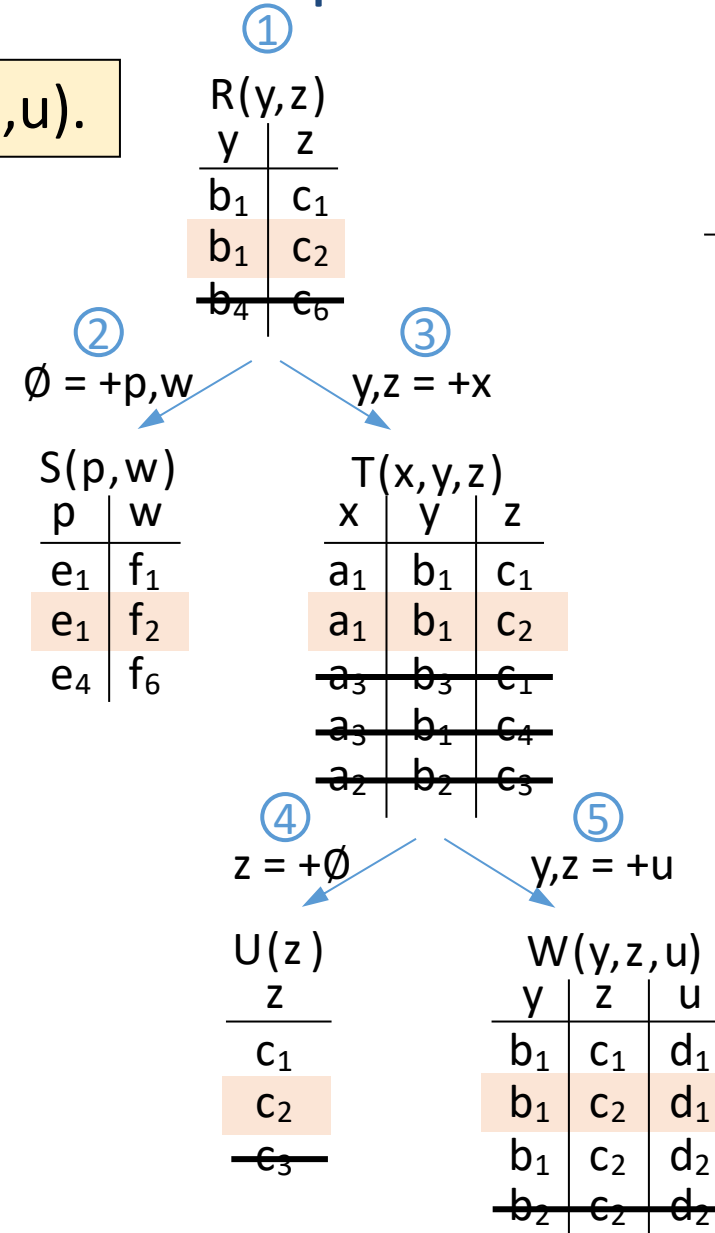 ①
,u).
R(y,z)
y z
b₁ c₁
b₁ c₂
b₄ c₆
② ③
∅ = +p,w y,z = +x
S(p,w) T(x,y,z)
p w x y z
e₁ f₁ a₁ b₁ c₁
e₁ f₂ a₁ b₁ c₂
e₄ f₆ a₃ b₃ c₁
a₃ b₁ c₄
a₂ b₂ c₃
④ ⑤
z = +∅ y,z = +u
U(z) W(y,z,u)
z y z u
c₁ b₁ c₁ d₁
c₂ b₁ c₂ d₁
c₃ b₁ c₂ d₂
b₂ c₂ d₂